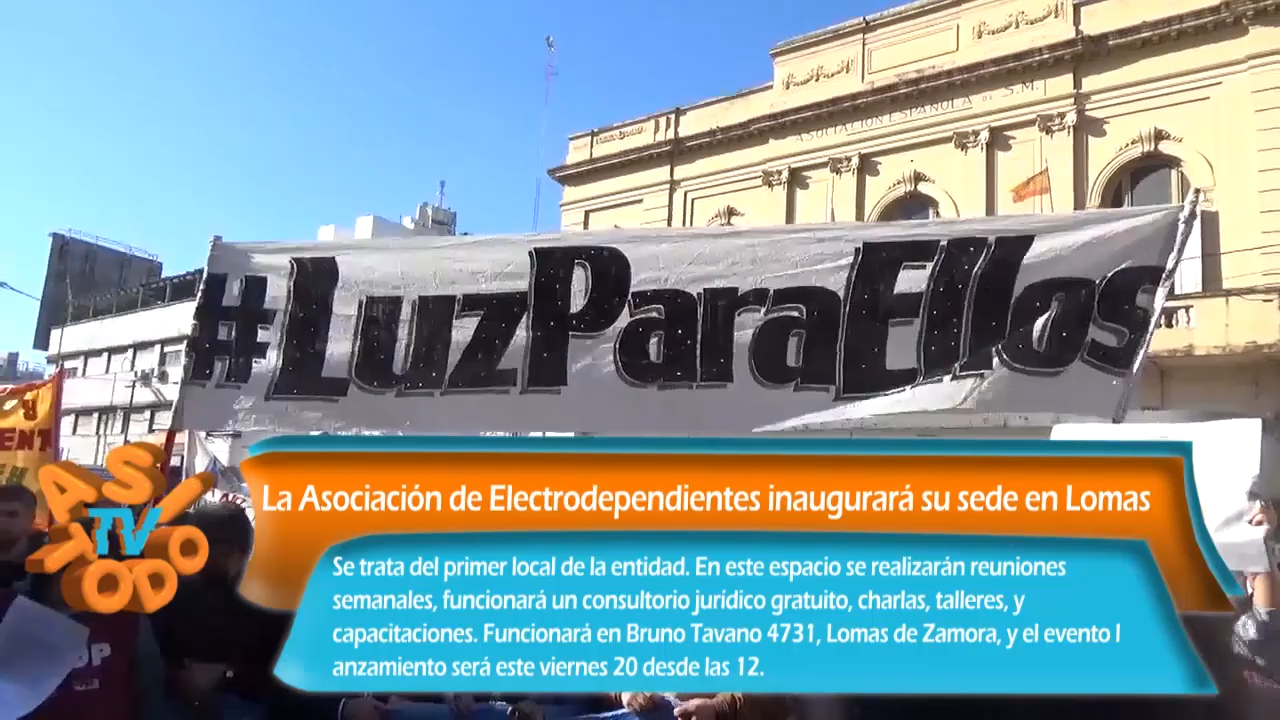 ASOCIACION ESPAÑOLA DE S.M.
#LuzParaEllos
ENT
ASI
TODO
TV
La Asociación de Electrodependientes inaugurará su sede en Lomas
Se trata del primer local de la entidad. En este espacio se realizarán reuniones
semanales, funcionará un consultorio jurídico gratuito, charlas, talleres, y
capacitaciones. Funcionará en Bruno Tavano 4731, Lomas de Zamora, y el evento l
anzamiento será este viernes 20 desde las 12.